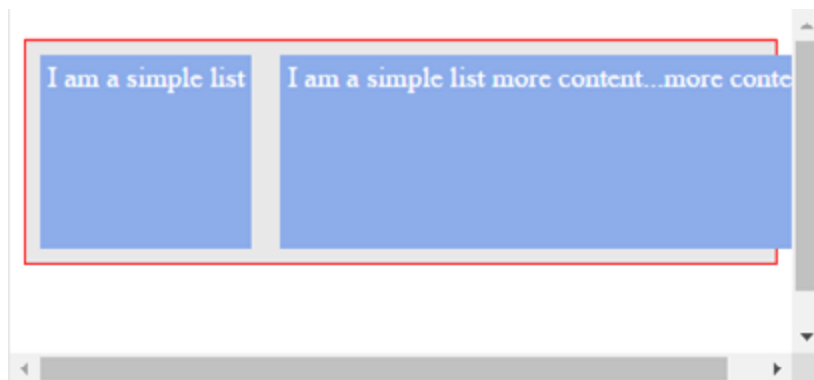 I am a simple list
I am a simple list more content...more conte